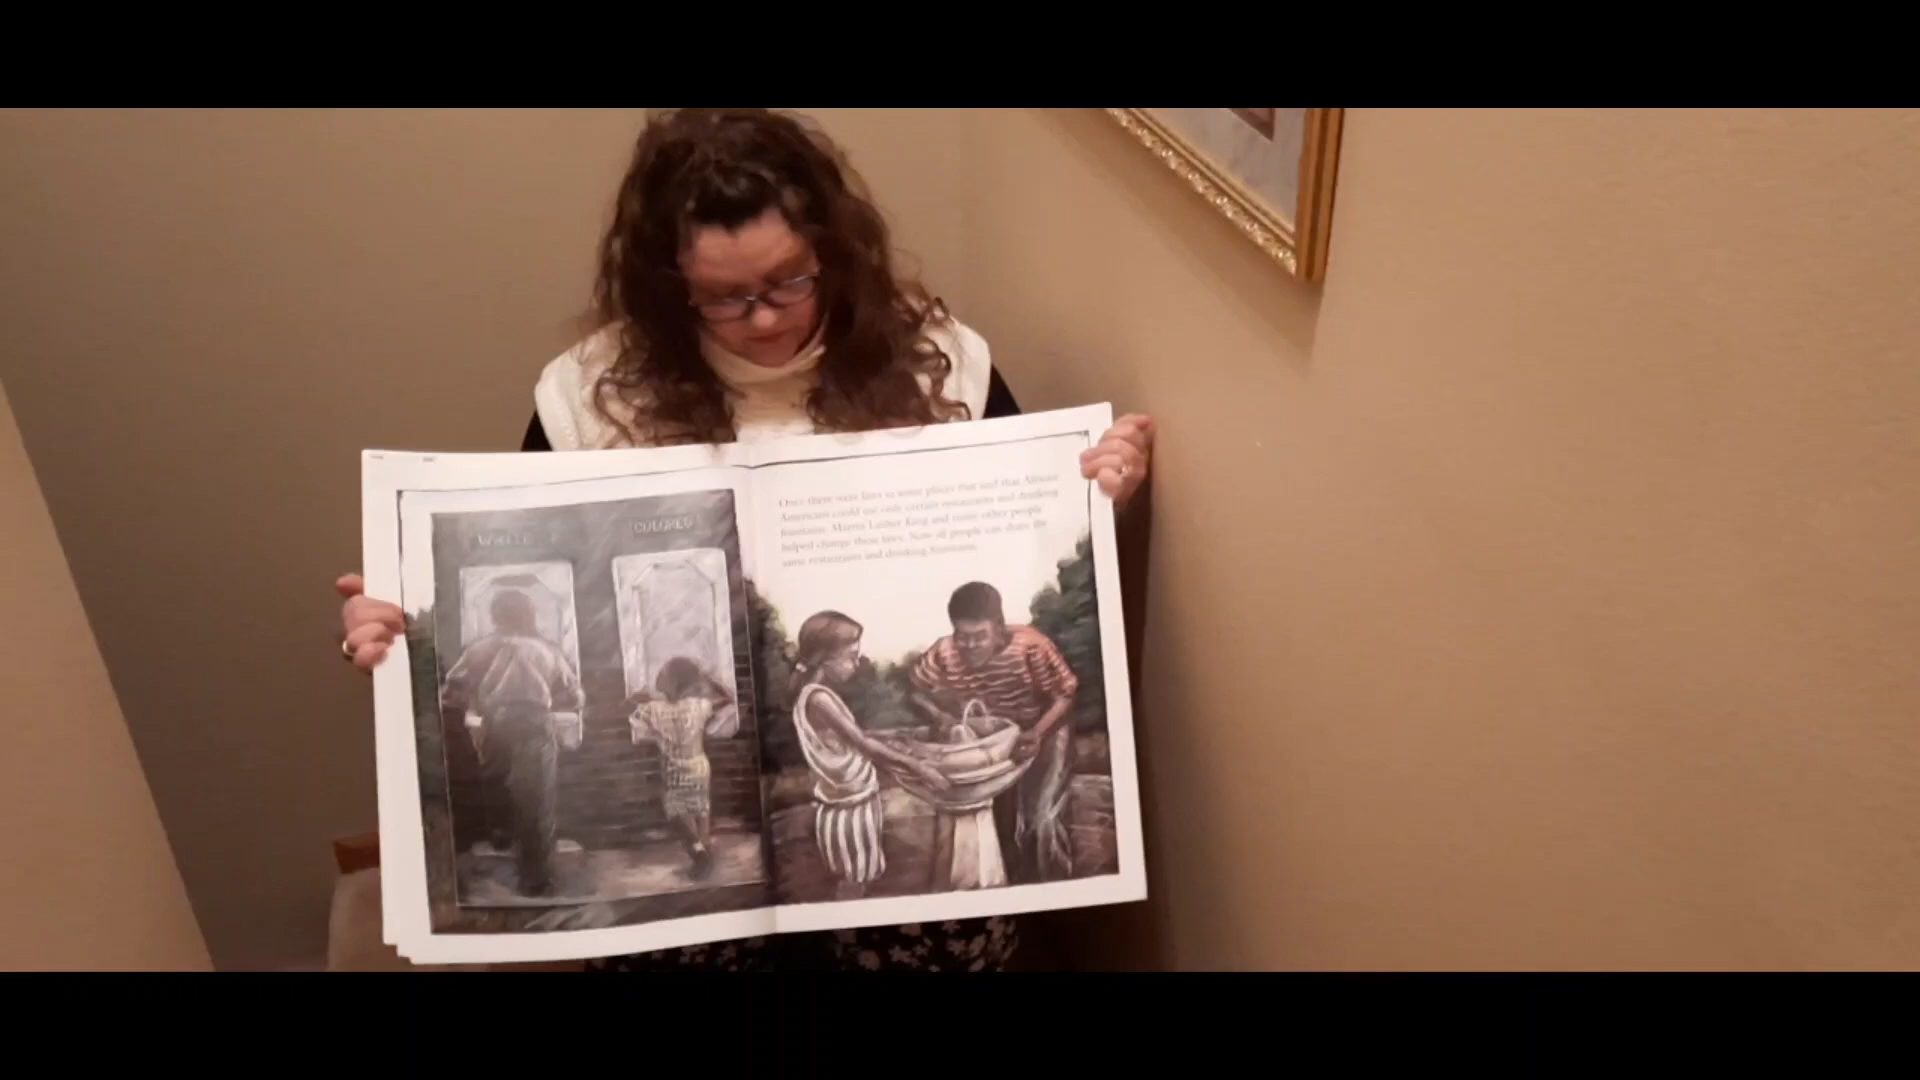 WHITE
COLORED
Once there were laws in some places that said that African
Americans could use only certain restaurants and drinking
fountains. Martin Luther King and many other people
helped change these laws. Now all people can share the
same restaurants and drinking fountains.